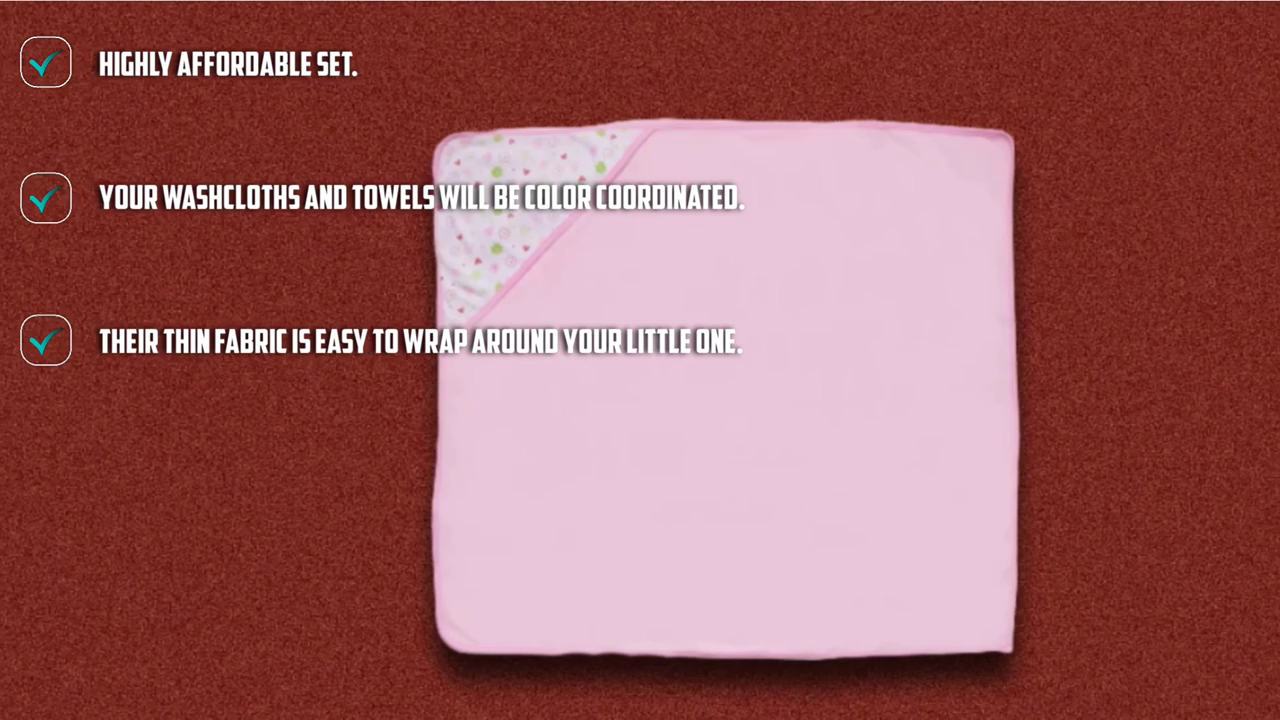 HIGHLY AFFORDABLE SET.
YOUR WASHCLOTHS AND TOWELS WILL BE COLOR COORDINATED.
THEIR THIN FABRIC IS EASY TO WRAP AROUND YOUR LITTLE ONE.